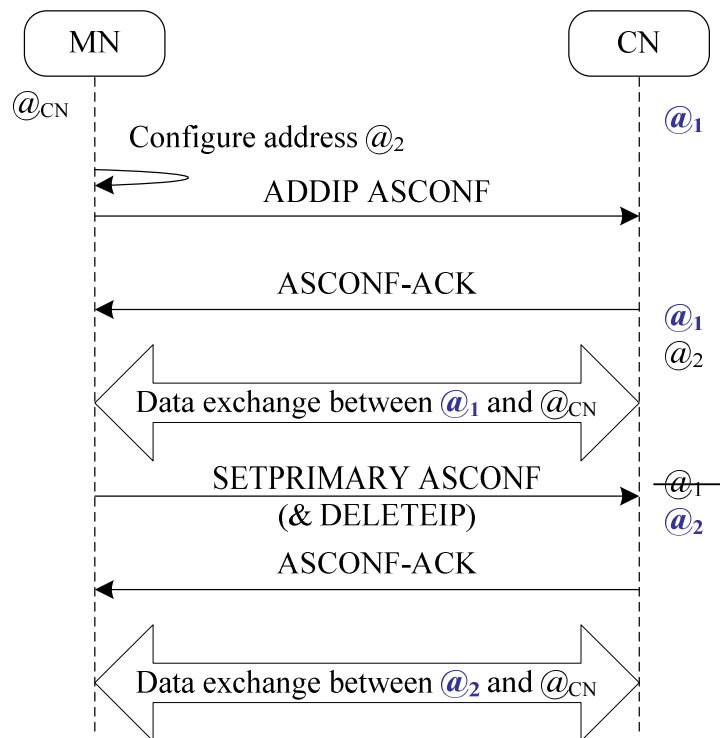 MN
CN
@CN
@1
Configure address @2
ADDIP ASCONF
ASCONF-ACK
@1
@2
Data exchange between @1 and @CN
SETPRIMARY ASCONF
(& DELETEIP)
@1
@2
ASCONF-ACK
Data exchange between @2 and @CN